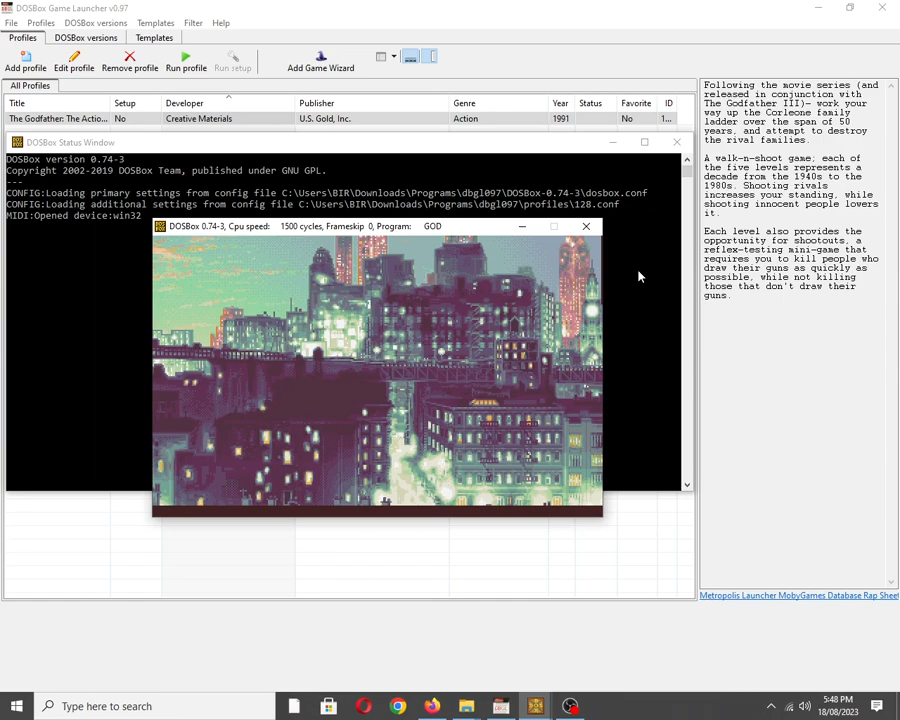 DOSBox Game Launcher v0.97
File Profiles DOSBox versions Templates Filter Help
Profiles DOSBox versions Templates
Add profile Edit profile Remove profile Run profile Run setup Add Game Wizard
All Profiles
Title Setup Developer Publisher Genre Year Status Favorite ID
The Godfather: The Actio... No Creative Materials U.S. Gold, Inc. Action 1991 No 1...
DOSBox Status Window
DOSBox version 0.74-3
Copyright 2002-2019 DOSBox Team, published under GNU GPL.
---
CONFIG:Loading primary settings from config file C:\Users\BIR\Downloads\Programs\dbgl097\DOSBox-0.74-3\dosbox.conf
CONFIG:Loading additional settings from config file C:\Users\BIR\Downloads\Programs\dbgl097\profiles\128.conf
MIDI:Opened device:win32
DOSBox 0.74-3, Cpu speed: 1500 cycles, Frameskip 0, Program: GOD
Following the movie series (and
released in conjunction with
The Godfather III)- work your
way up the Corleone family
ladder over the span of 50
years, and attempt to destroy
the rival families.
A walk-n-shoot game; each of
the five levels represents a
decade from the 1940s to the
1980s. Shooting rivals
increases your standing, while
shooting innocent people lowers
it.
Each level also provides the
opportunity for shootouts, a
reflex-testing mini-game that
requires you to kill people who
draw their guns as quickly as
possible, while not killing
those that don't draw their
guns.
Metropolis Launcher MobyGames Database Rap Shee
Type here to search
5:48 PM
18/08/2023